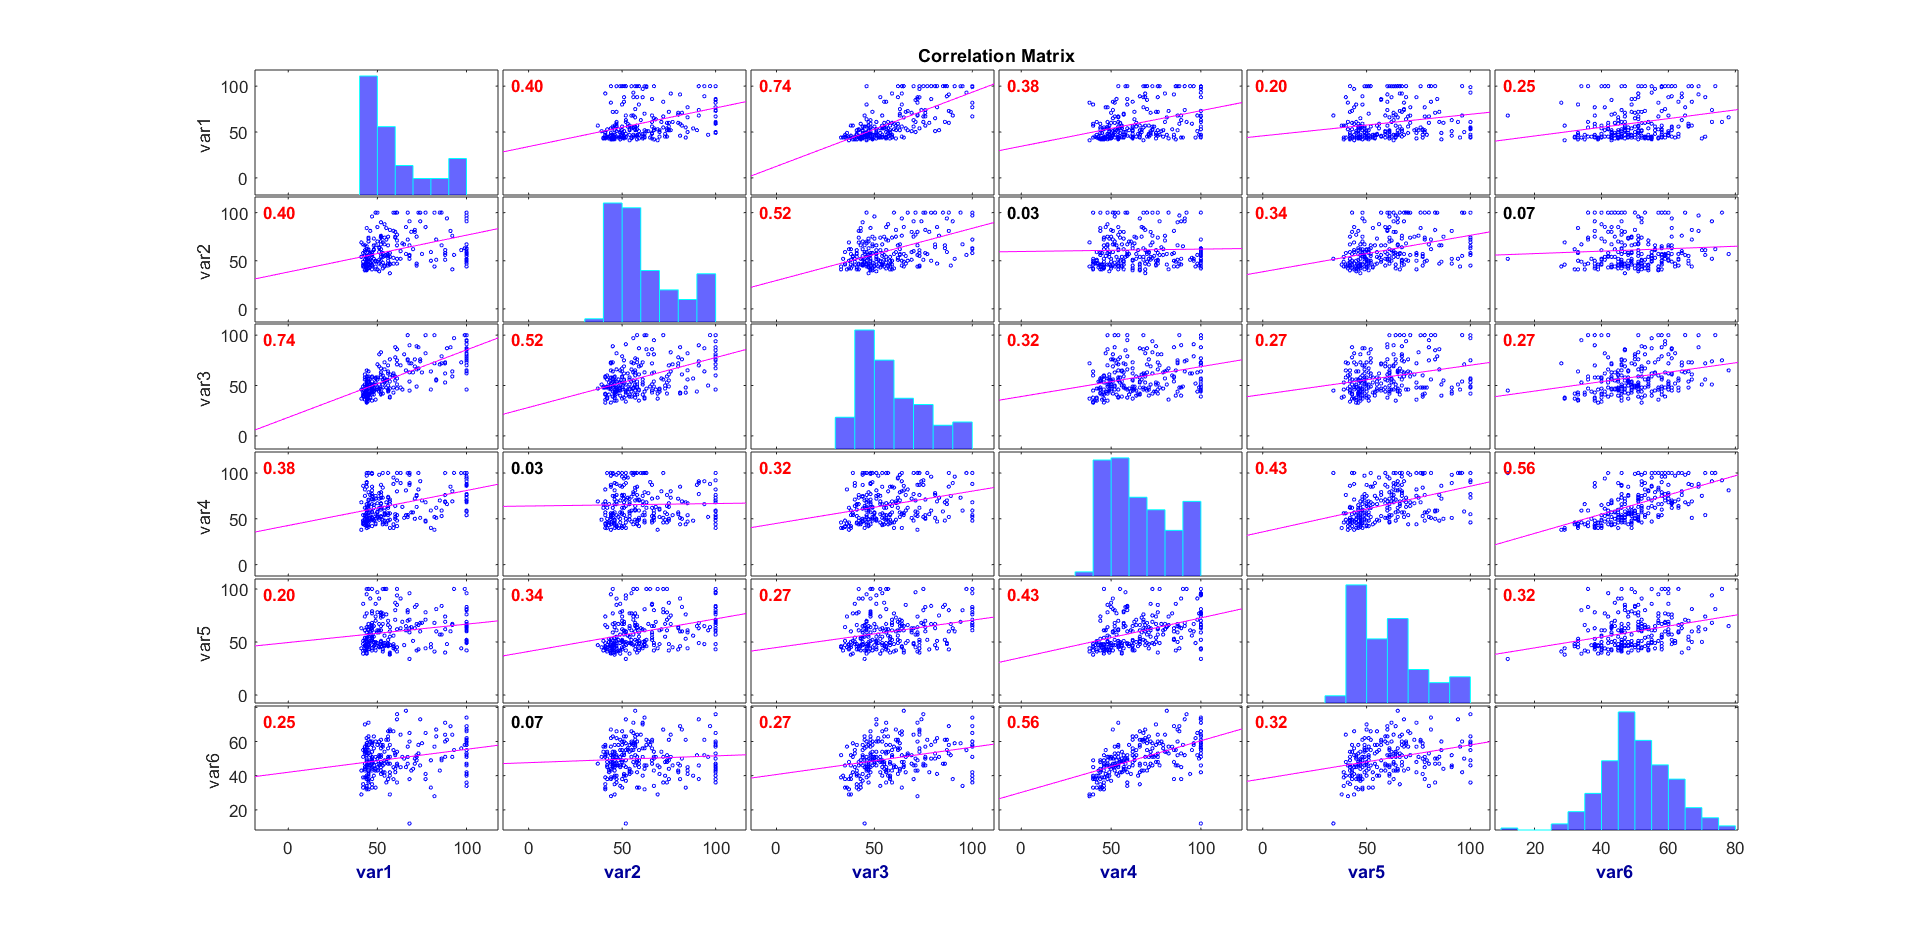 Correlation Matrix
100 50 0 var1 0.40 0.74 0.38 0.20 0.25
100 50 0 var2 0.40 0.52 0.03 0.34 0.07
100 50 0 var3 0.74 0.52 0.32 0.27 0.27
100 50 0 var4 0.38 0.03 0.32 0.43 0.56
100 50 0 var5 0.20 0.34 0.27 0.43 0.32
60 40 20 var6 0.25 0.07 0.27 0.56 0.32
0 50 100 0 50 100 0 50 100 0 50 100 0 50 100 20 40 60 80
var1 var2 var3 var4 var5 var6